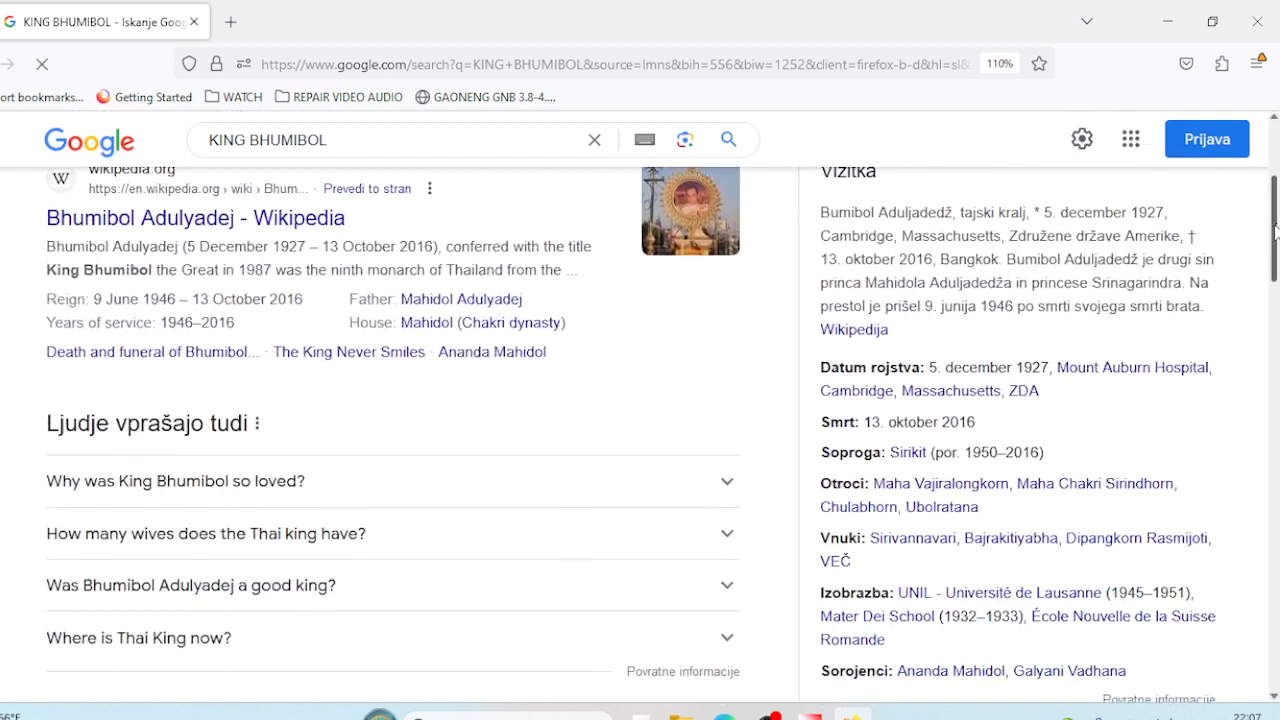 KING BHUMIBOL - Iskanje Goog
https://www.google.com/search?q=KING+BHUMIBOL&source=lmns&bih=556&biw=1252&client=firefox-b-d&hl=sl&
110%
ort bookmarks...
Getting Started
WATCH
REPAIR VIDEO AUDIO
GAONENG GNB 3.8-4....
Google
KING BHUMIBOL
Prijava
wikipedia.org
W
https://en.wikipedia.org › wiki › Bhum... · Prevedi to stran
Bhumibol Adulyadej - Wikipedia
Bhumibol Adulyadej (5 December 1927 – 13 October 2016), conferred with the title
King Bhumibol the Great in 1987 was the ninth monarch of Thailand from the ...
Reign: 9 June 1946 – 13 October 2016
Father: Mahidol Adulyadej
Years of service: 1946–2016
House: Mahidol (Chakri dynasty)
Death and funeral of Bhumibol... · The King Never Smiles · Ananda Mahidol
Ljudje vprašajo tudi
Why was King Bhumibol so loved?
How many wives does the Thai king have?
Was Bhumibol Adulyadej a good king?
Where is Thai King now?
Povratne informacije
Vizitka
Bumibol Aduljadedž, tajski kralj, * 5. december 1927,
Cambridge, Massachusetts, Združene države Amerike, †
13. oktober 2016, Bangkok. Bumibol Aduljadedž je drugi sin
princa Mahidola Aduljadedža in princese Srinagarindra. Na
prestol je prišel 9. junija 1946 po smrti svojega smrti brata.
Wikipedija
Datum rojstva: 5. december 1927, Mount Auburn Hospital,
Cambridge, Massachusetts, ZDA
Smrt: 13. oktober 2016
Soproga: Sirikit (por. 1950–2016)
Otroci: Maha Vajiralongkorn, Maha Chakri Sirindhorn,
Chulabhorn, Ubolratana
Vnuki: Sirivannavari, Bajrakitiyabha, Dipangkorn Rasmijoti,
VEČ
Izobrazba: UNIL - Université de Lausanne (1945–1951),
Mater Dei School (1932–1933), École Nouvelle de la Suisse
Romande
Sorojenci: Ananda Mahidol, Galyani Vadhana
Povratne informacije
56°F
22:07